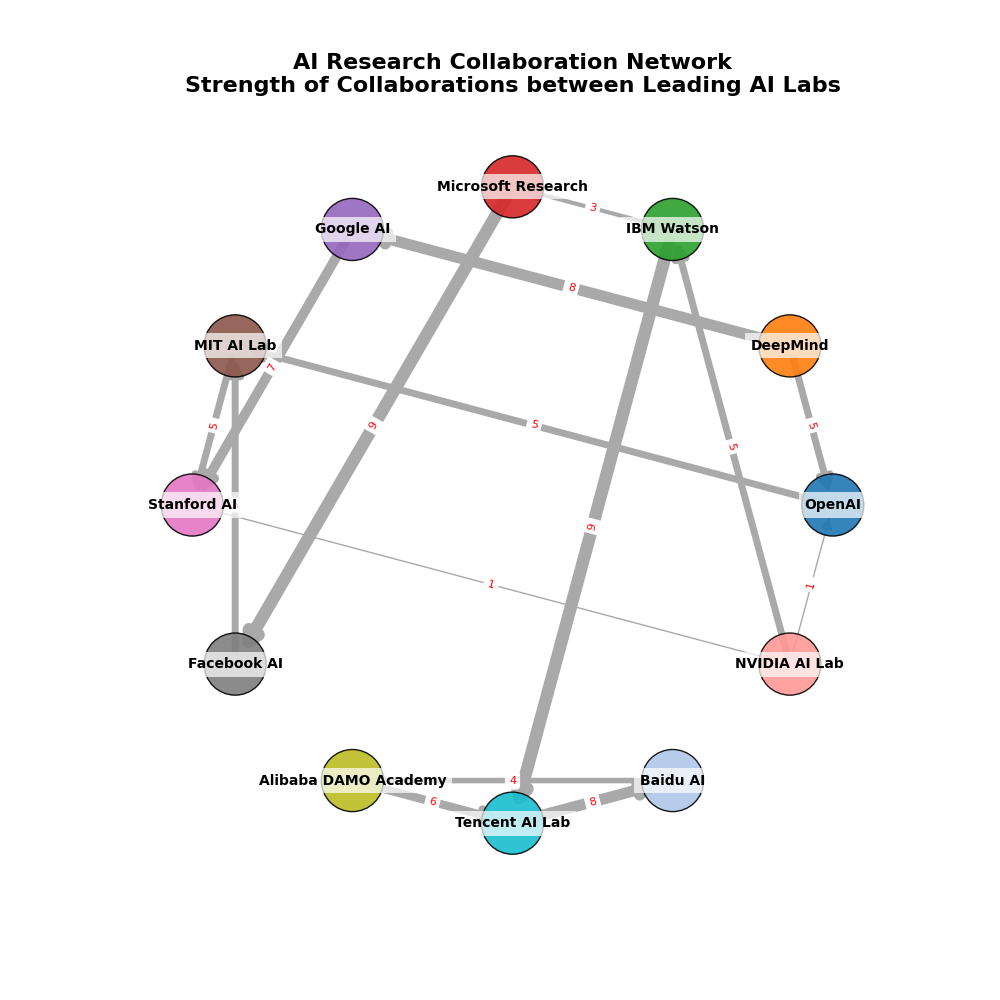 AI Research Collaboration Network
Strength of Collaborations between Leading AI Labs
Microsoft Research
3
Google AI
IBM Watson
8
MIT AI Lab
DeepMind
7
5
9
5
5
5
Stanford AI
OpenAI
9
1
1
Facebook AI
NVIDIA AI Lab
Alibaba DAMO Academy
4
Baidu AI
6
8
Tencent AI Lab